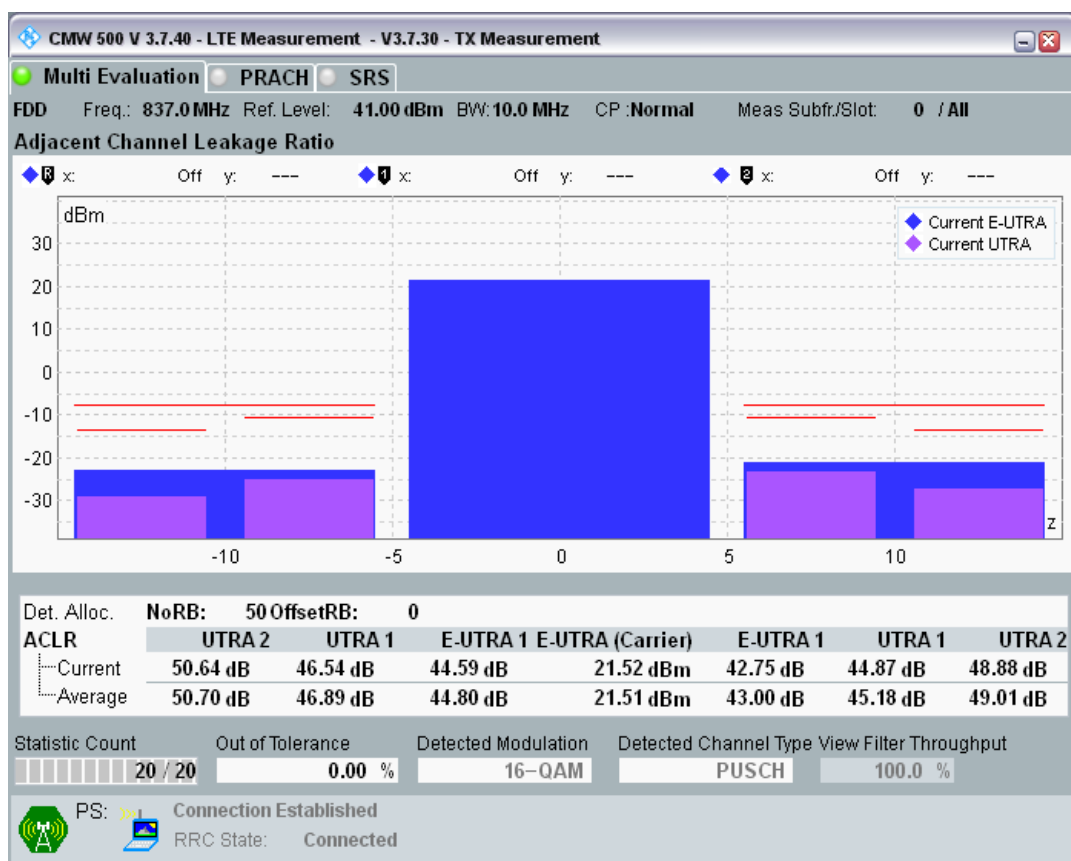 CMW 500 V 3.7.40 - LTE Measurement - V3.7.30 - TX Measurement
Multi Evaluation PRACH SRS
FDD Freq.: 837.0 MHz Ref. Level: 41.00 dBm BW: 10.0 MHz CP :Normal Meas Subfr./Slot: 0 / All
Adjacent Channel Leakage Ratio
R x: Off y: --- 1 x: Off y: --- 2 x: Off y: ---
dBm
Current E-UTRA
Current UTRA
30
20
10
0
-10
-20
-30
z
-10 -5 0 5 10
Det. Alloc. NoRB: 50 OffsetRB: 0
ACLR UTRA 2 UTRA 1 E-UTRA 1 E-UTRA (Carrier) E-UTRA 1 UTRA 1 UTRA 2
Current 50.64 dB 46.54 dB 44.59 dB 21.52 dBm 42.75 dB 44.87 dB 48.88 dB
Average 50.70 dB 46.89 dB 44.80 dB 21.51 dBm 43.00 dB 45.18 dB 49.01 dB
Statistic Count Out of Tolerance Detected Modulation Detected Channel Type View Filter Throughput
20 / 20 0.00 % 16-QAM PUSCH 100.0 %
PS: Connection Established
RRC State: Connected